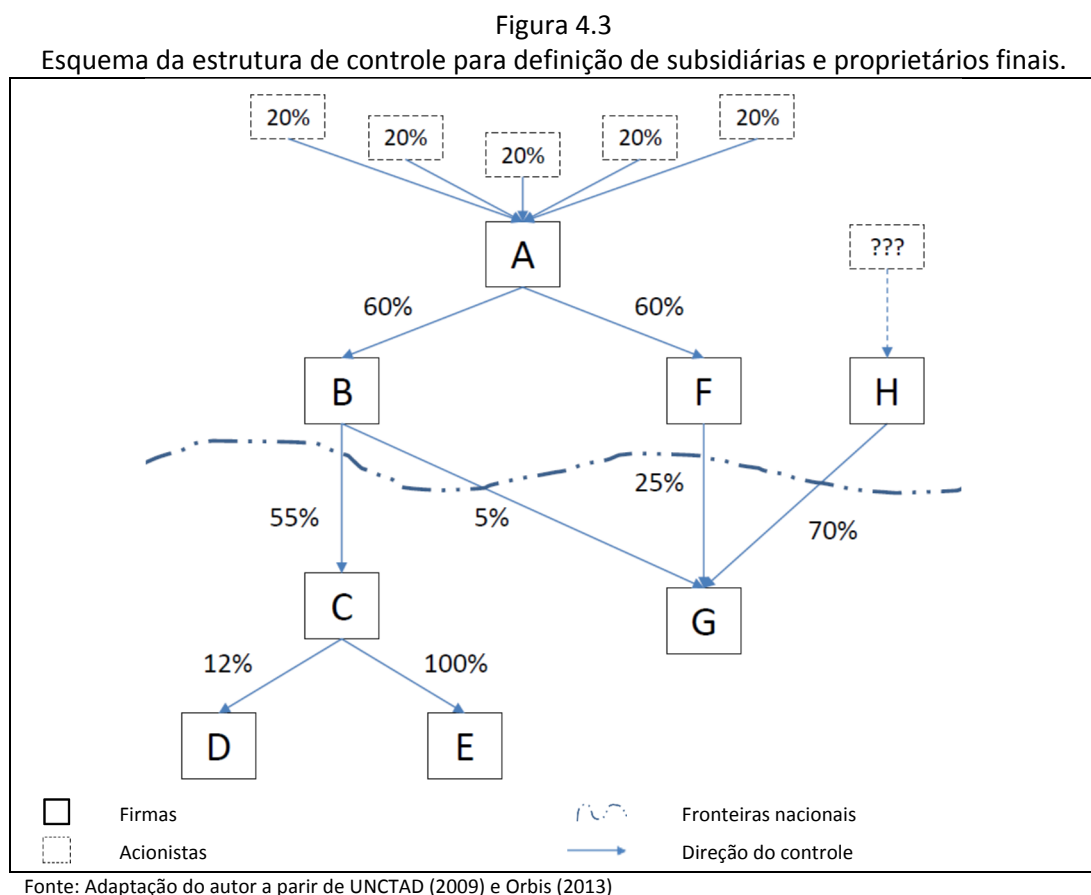 Figura 4.3
Esquema da estrutura de controle para definição de subsidiárias e proprietários finais.
20%
20%
20%
20%
20%
A
???
60%
60%
B
F
H
55%
5%
25%
70%
C
G
12%
100%
D
E
Firmas
Fronteiras nacionais
Acionistas
Direção do controle
Fonte: Adaptação do autor a parir de UNCTAD (2009) e Orbis (2013)